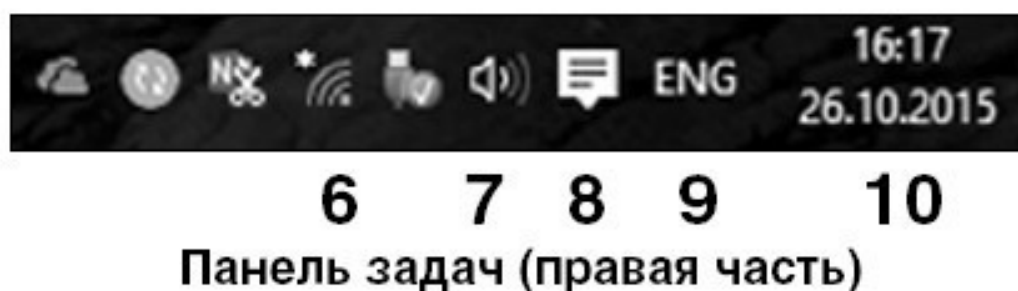 N
ENG
16:17
26.10.2015
6 7 8 9 10
Панель задач (правая часть)